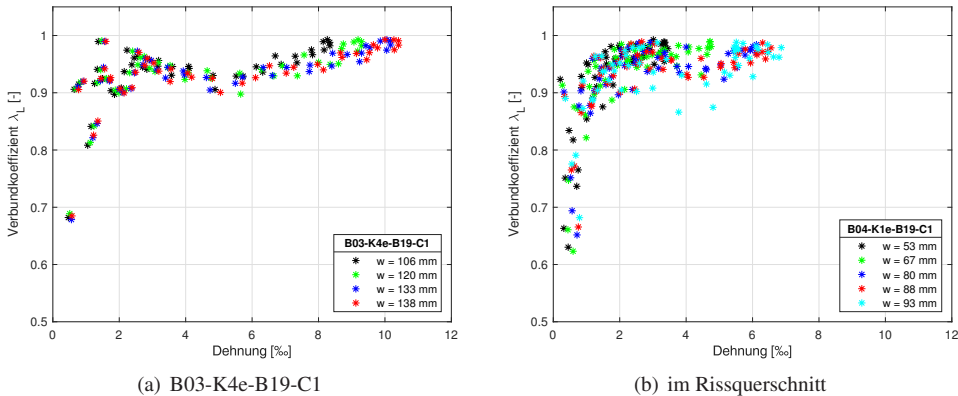 1
0.9
0.8
0.7
0.6
0.5
Verbundkoeffizient λL [-]
0 2 4 6 8 10 12
Dehnung [‰]
B03-K4e-B19-C1
w = 106 mm
w = 120 mm
w = 133 mm
w = 138 mm
(a) B03-K4e-B19-C1
1
0.9
0.8
0.7
0.6
0.5
Verbundkoeffizient λL [-]
0 2 4 6 8 10 12
Dehnung [‰]
B04-K1e-B19-C1
w = 53 mm
w = 67 mm
w = 80 mm
w = 88 mm
w = 93 mm
(b) im Rissquerschnitt